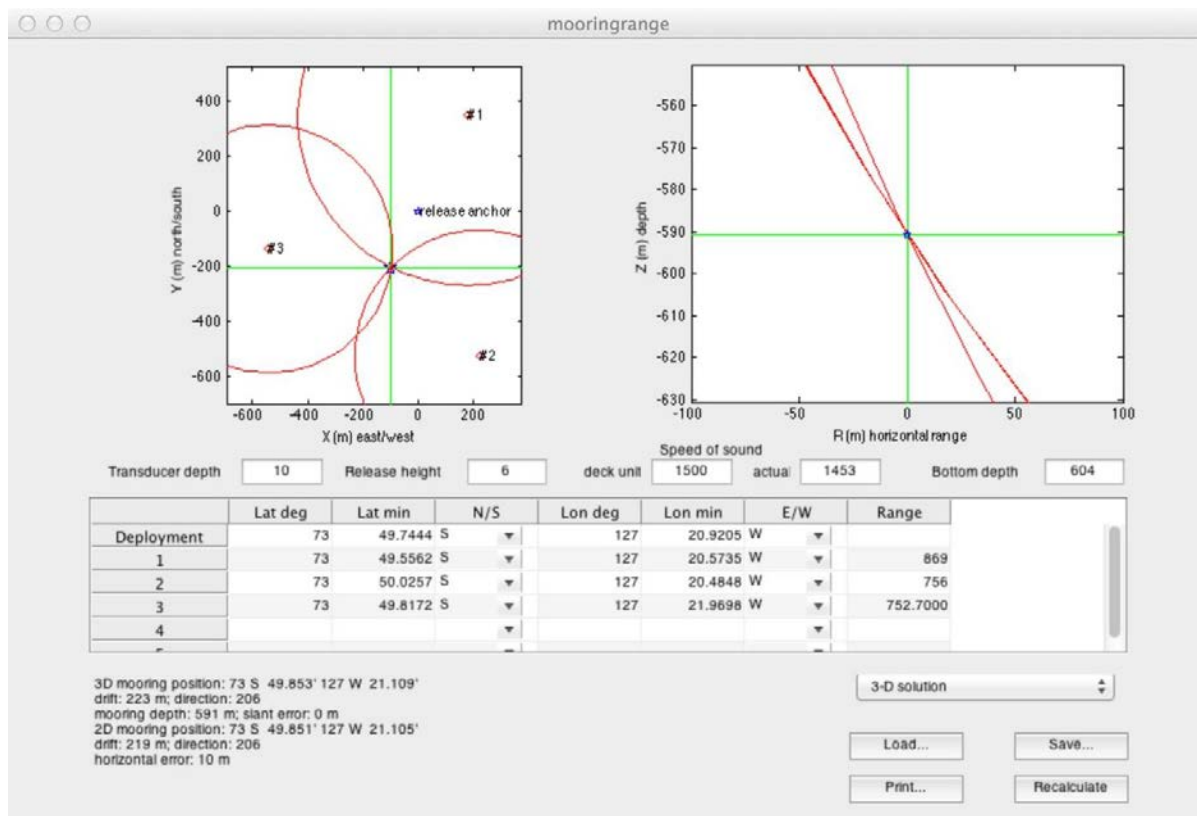 mooringrange
400
200
0
-200
-400
-600
-600 -400 -200 0 200
Y (m) north/south
X (m) east/west
#1
release anchor
#3
#2
-560
-570
-580
-590
-600
-610
-620
-630
-100 -50 0 50 100
Z (m) depth
R (m) horizontal range
Speed of sound
Transducer depth 10 Release height 6 deck unit 1500 actual 1453 Bottom depth 604
Lat deg Lat min N/S Lon deg Lon min E/W Range
Deployment 73 49.7444 S 127 20.9205 W
1 73 49.5562 S 127 20.5735 W 869
2 73 50.0257 S 127 20.4848 W 756
3 73 49.8172 S 127 21.9698 W 752.7000
4
3D mooring position: 73 S 49.853' 127 W 21.109'
drift: 223 m; direction: 206
mooring depth: 591 m; slant error: 0 m
2D mooring position: 73 S 49.851' 127 W 21.105'
drift: 219 m; direction: 206
horizontal error: 10 m
3-D solution
Load... Save...
Print... Recalculate